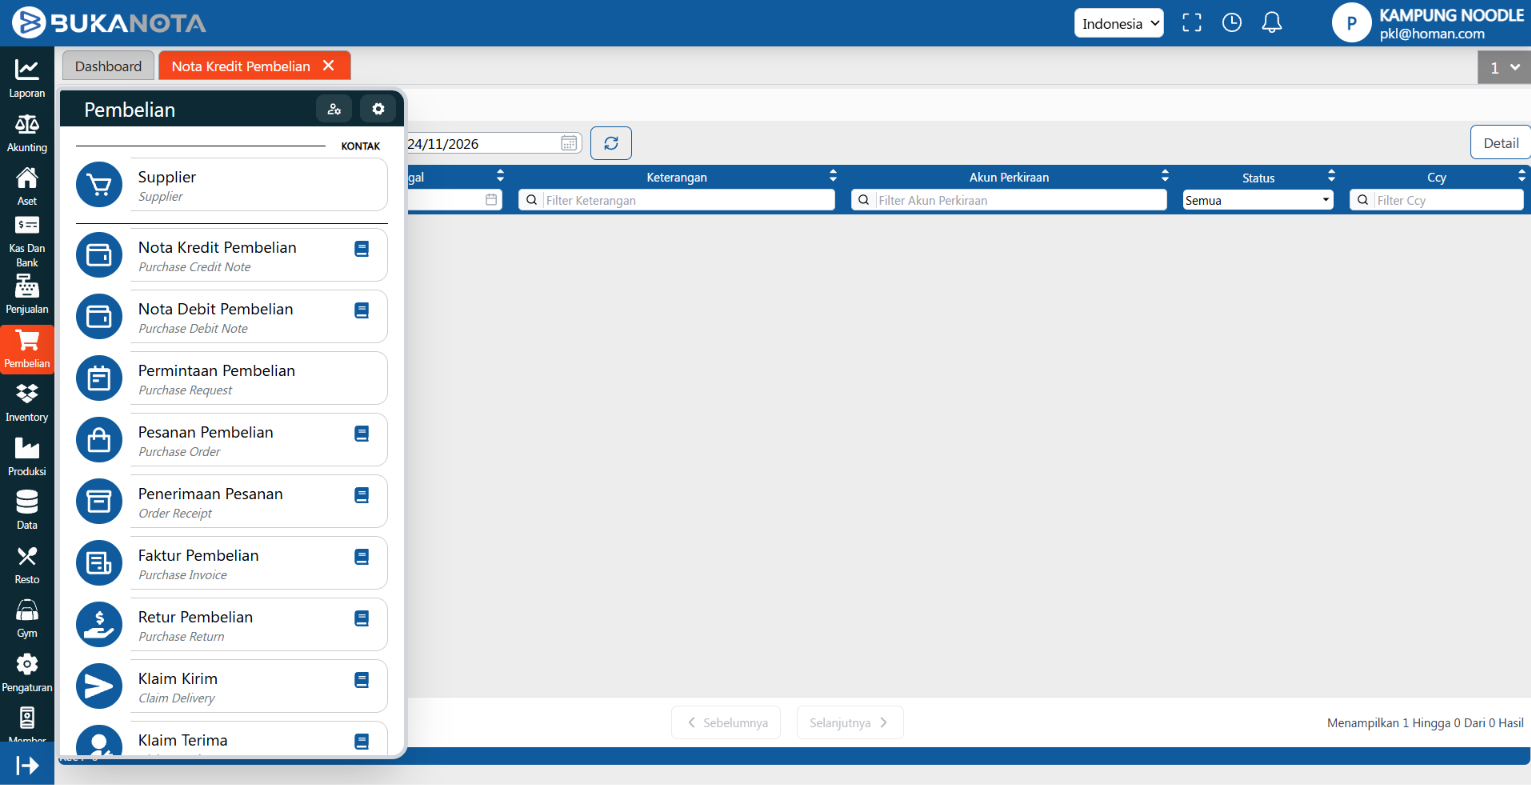 BUKANOTA
Indonesia
P
KAMPUNG NOODLE
pkl@homan.com
Dashboard
Nota Kredit Pembelian
1
Laporan
Akunting
Aset
Kas Dan
Bank
Penjualan
Pembelian
Inventory
Produksi
Data
Resto
Gym
Pengaturan
Member
Pembelian
KONTAK
Supplier
Supplier
Nota Kredit Pembelian
Purchase Credit Note
Nota Debit Pembelian
Purchase Debit Note
Permintaan Pembelian
Purchase Request
Pesanan Pembelian
Purchase Order
Penerimaan Pesanan
Order Receipt
Faktur Pembelian
Purchase Invoice
Retur Pembelian
Purchase Return
Klaim Kirim
Claim Delivery
Klaim Terima
24/11/2026
Detail
gal
Keterangan
Akun Perkiraan
Status
Ccy
Filter Keterangan
Filter Akun Perkiraan
Semua
Filter Ccy
Sebelumnya
Selanjutnya
Menampilkan 1 Hingga 0 Dari 0 Hasil